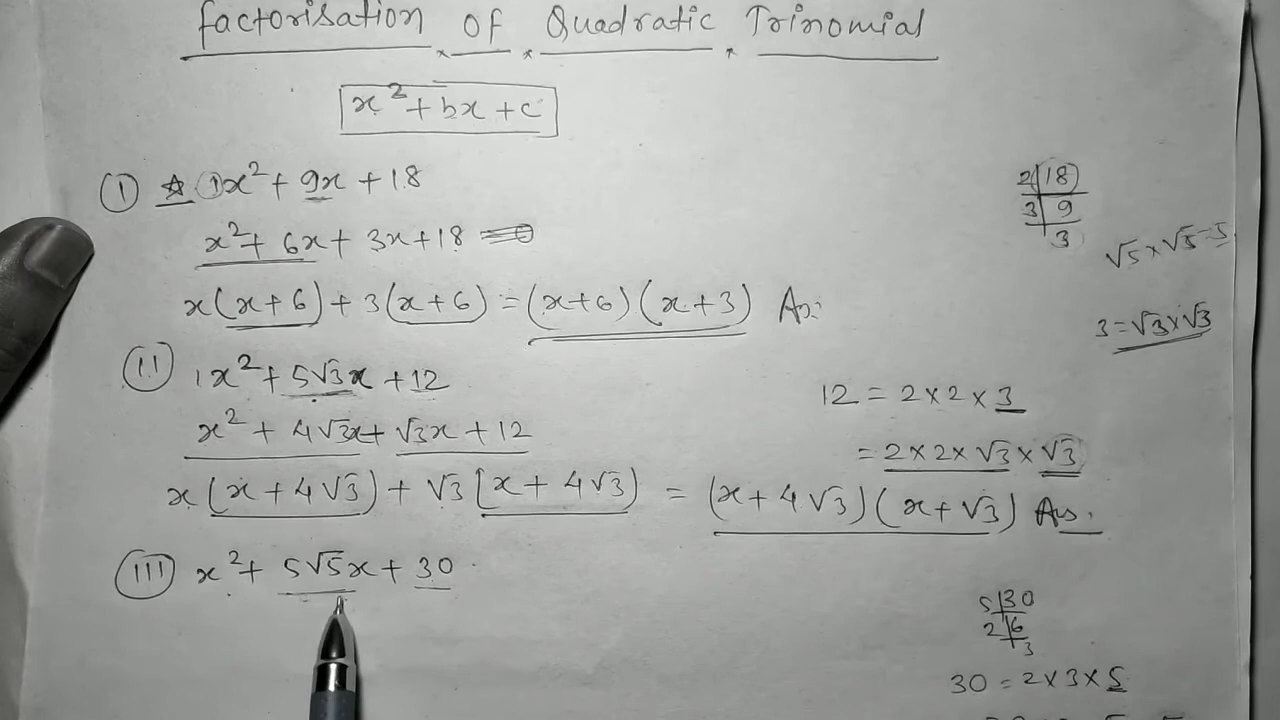 Factorisation of Quadratic Trinomial
x² + bx + c
(I) ☆ 1x² + 9x + 18
x² + 6x + 3x + 18
x(x+6) + 3(x+6) = (x+6)(x+3) Ans
2 | 18
3 | 9
3
√5 × √5 = 5
3 = √3 × √3
(II) 1x² + 5√3x + 12
x² + 4√3x + √3x + 12
x(x + 4√3) + √3(x + 4√3) = (x + 4√3)(x + √3) Ans.
12 = 2 × 2 × 3
= 2 × 2 × √3 × √3
(III) x² + 5√5x + 30
5 | 30
2 | 6
3
30 = 2 × 3 × 5